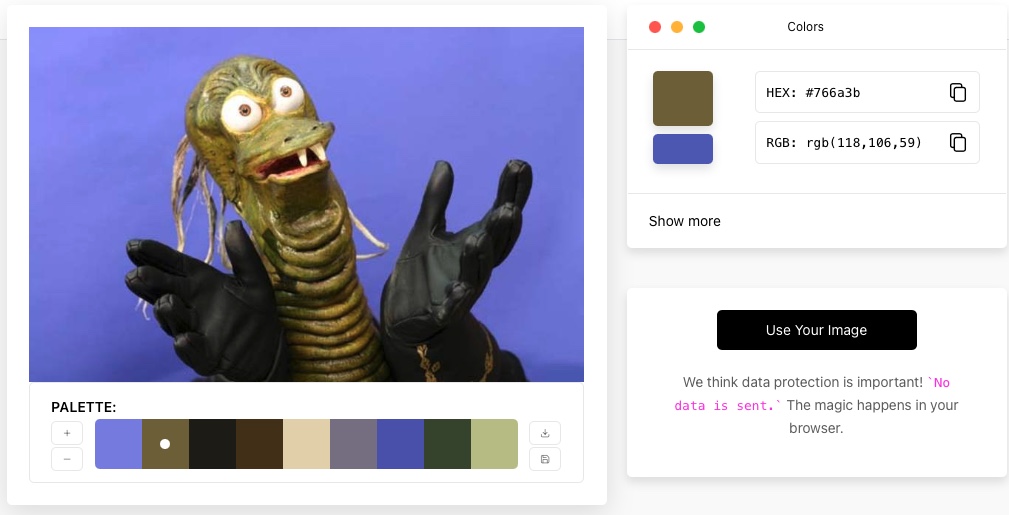 PALETTE:
Colors
HEX: #766a3b
RGB: rgb(118,106,59)
Show more
Use Your Image
We think data protection is important! `No
data is sent.` The magic happens in your
browser.